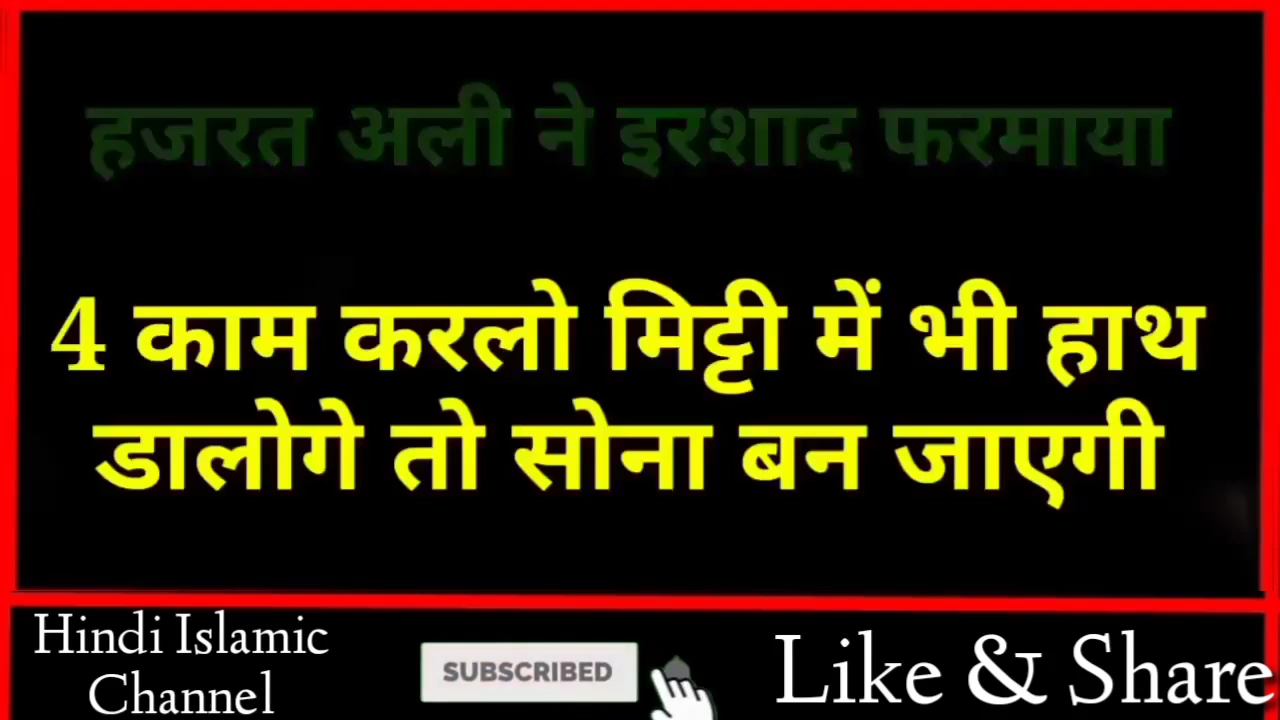 हजरत अली ने इरशाद फरमाया
4 काम करलो मिट्टी में भी हाथ
डालोगे तो सोना बन जाएगी
Hindi Islamic
Channel
SUBSCRIBED
Like & Share